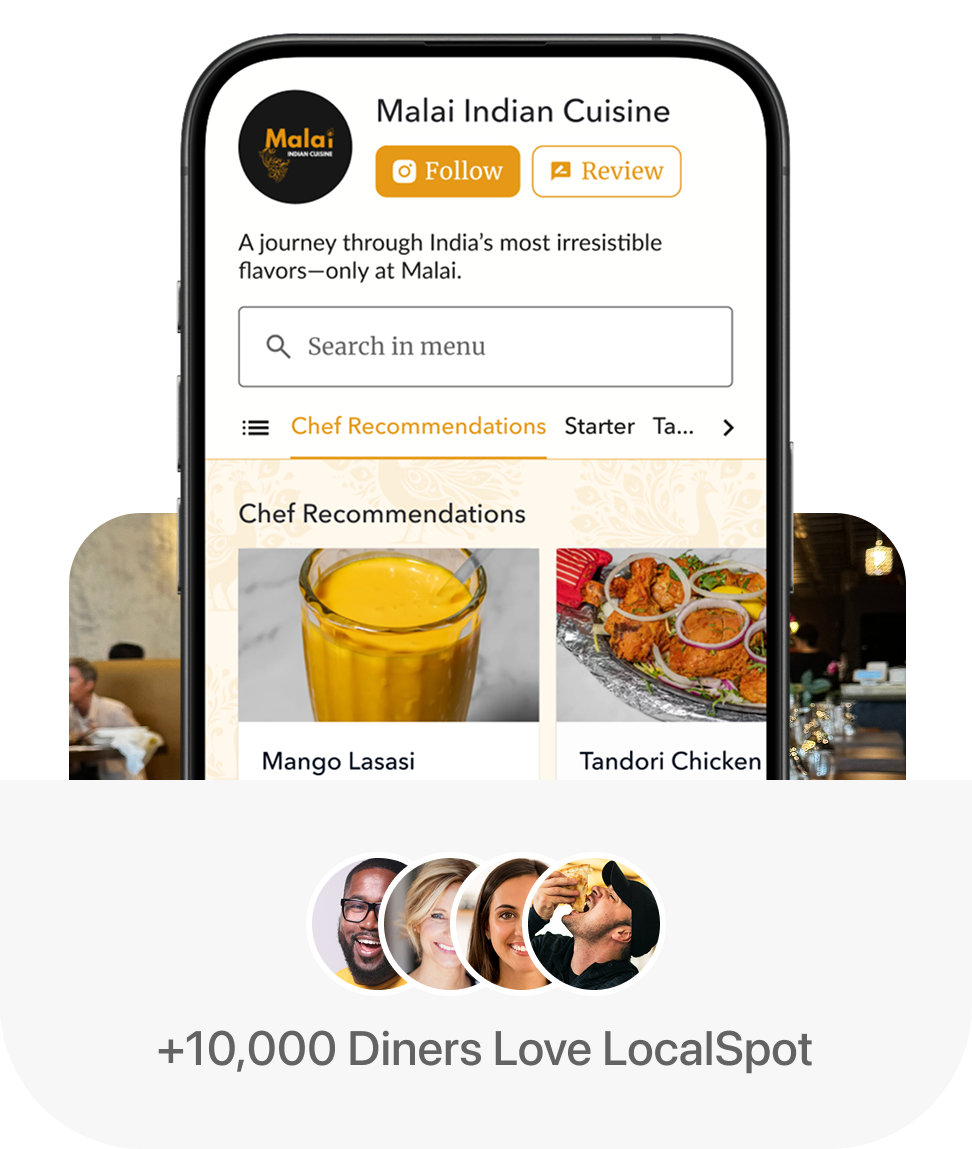 Malai
INDIAN CUISINE
Malai Indian Cuisine
Follow
Review
A journey through India’s most irresistible
flavors—only at Malai.
Search in menu
Chef Recommendations Starter Ta...
Chef Recommendations
Mango Lasasi
Tandori Chicken
+10,000 Diners Love LocalSpot